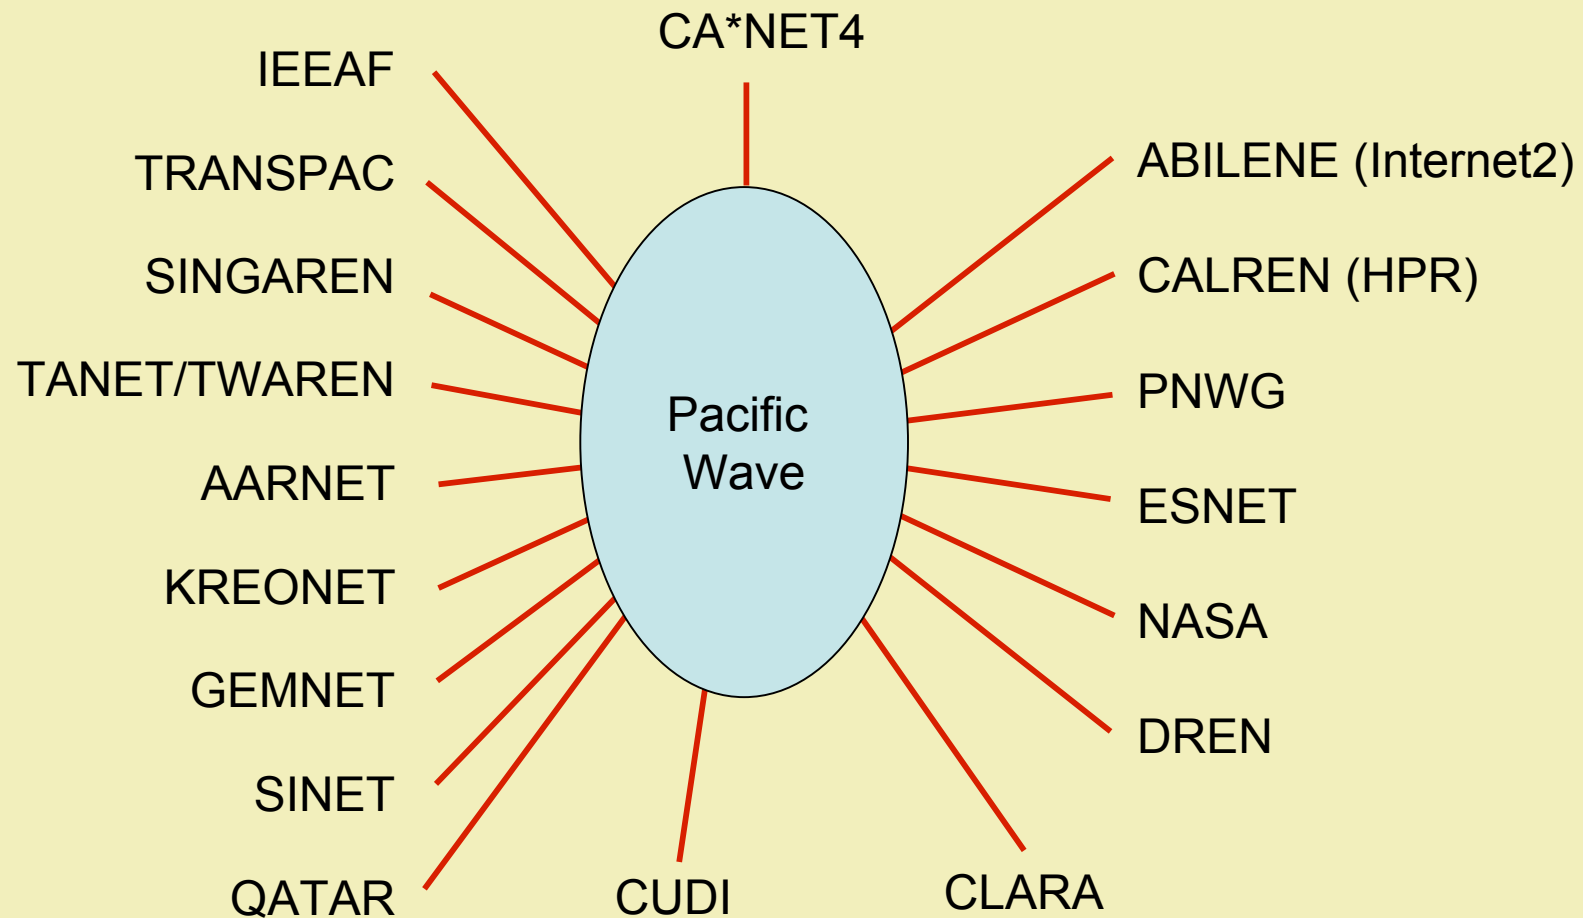 CA*NET4
IEEAF
TRANSPAC
SINGAREN
TANET/TWAREN
AARNET
KREONET
GEMNET
SINET
QATAR
Pacific
Wave
ABILENE (Internet2)
CALREN (HPR)
PNWG
ESNET
NASA
DREN
CUDI
CLARA